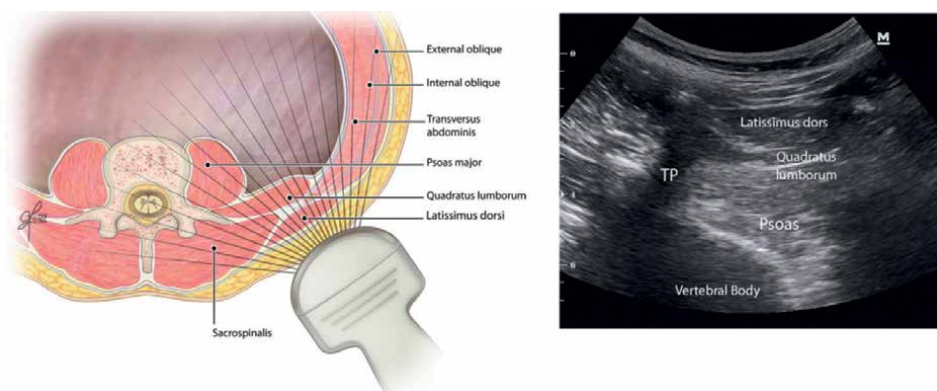 External oblique
Internal oblique
Transversus
abdominis
Psoas major
Quadratus lumborum
Latissimus dorsi
Sacrospinalis
M
Latissimus dors
Quadratus
lumborum
TP
Psoas
Vertebral Body